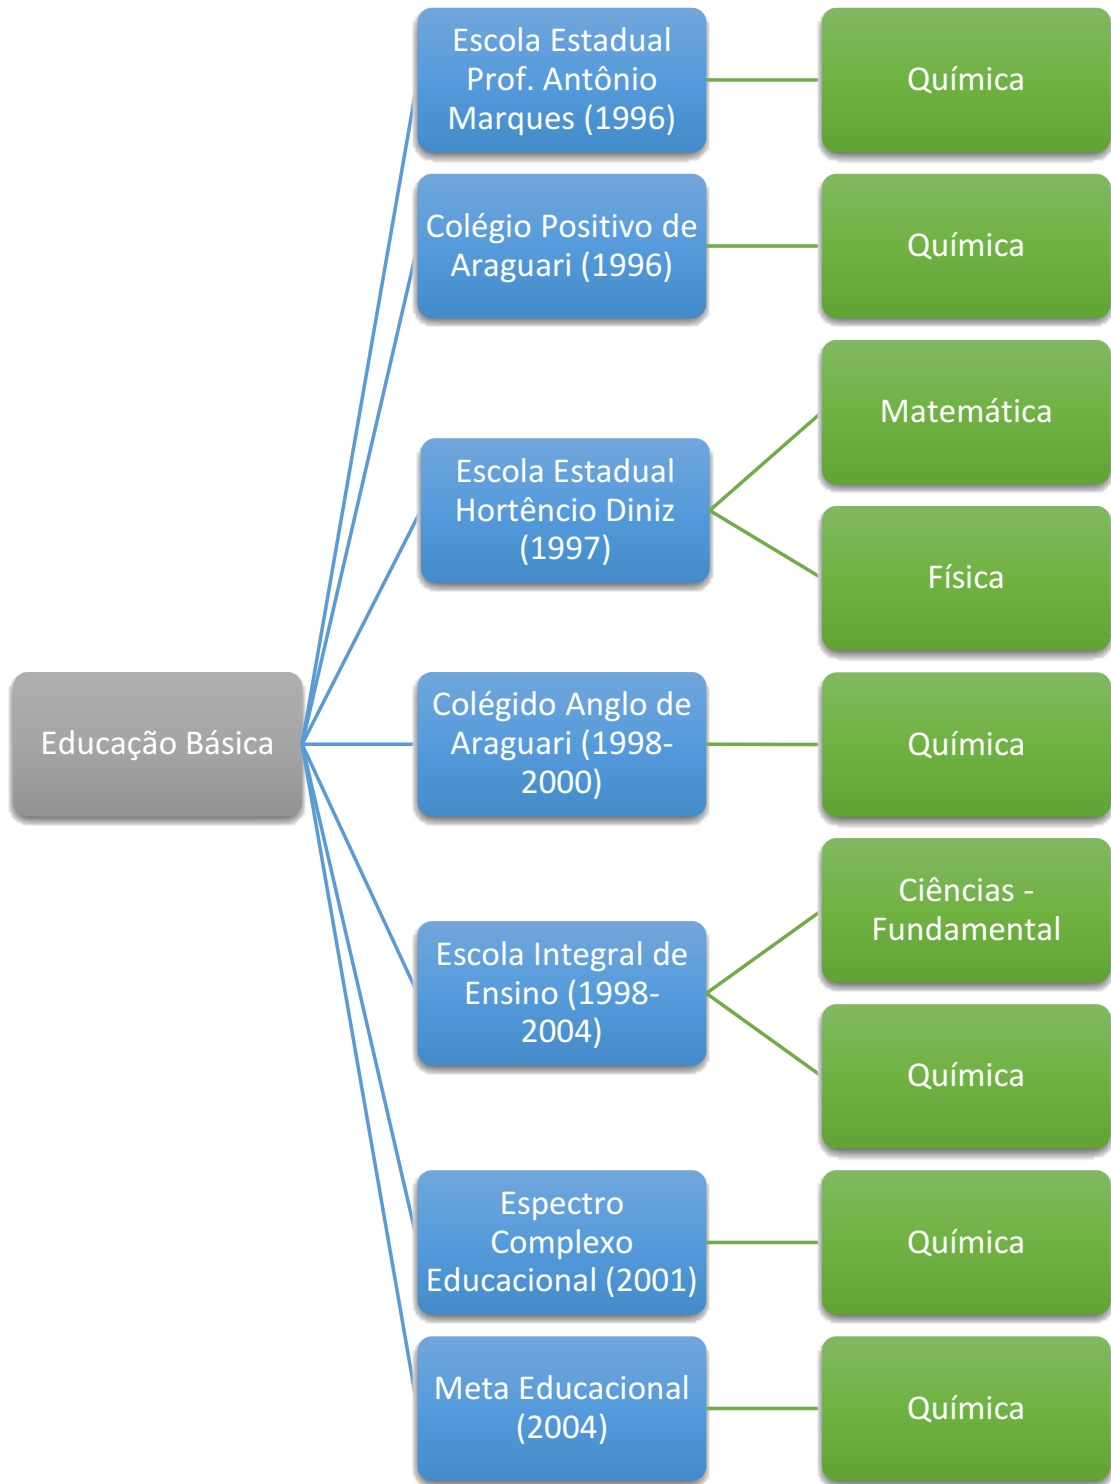 Escola Estadual
Prof. Antônio
Marques (1996)
Química
Colégio Positivo de
Araguari (1996)
Química
Escola Estadual
Hortêncio Diniz
(1997)
Matemática
Física
Educação Básica
Colégido Anglo de
Araguari (1998-
2000)
Química
Escola Integral de
Ensino (1998-
2004)
Ciências -
Fundamental
Química
Espectro
Complexo
Educacional (2001)
Química
Meta Educacional
(2004)
Química